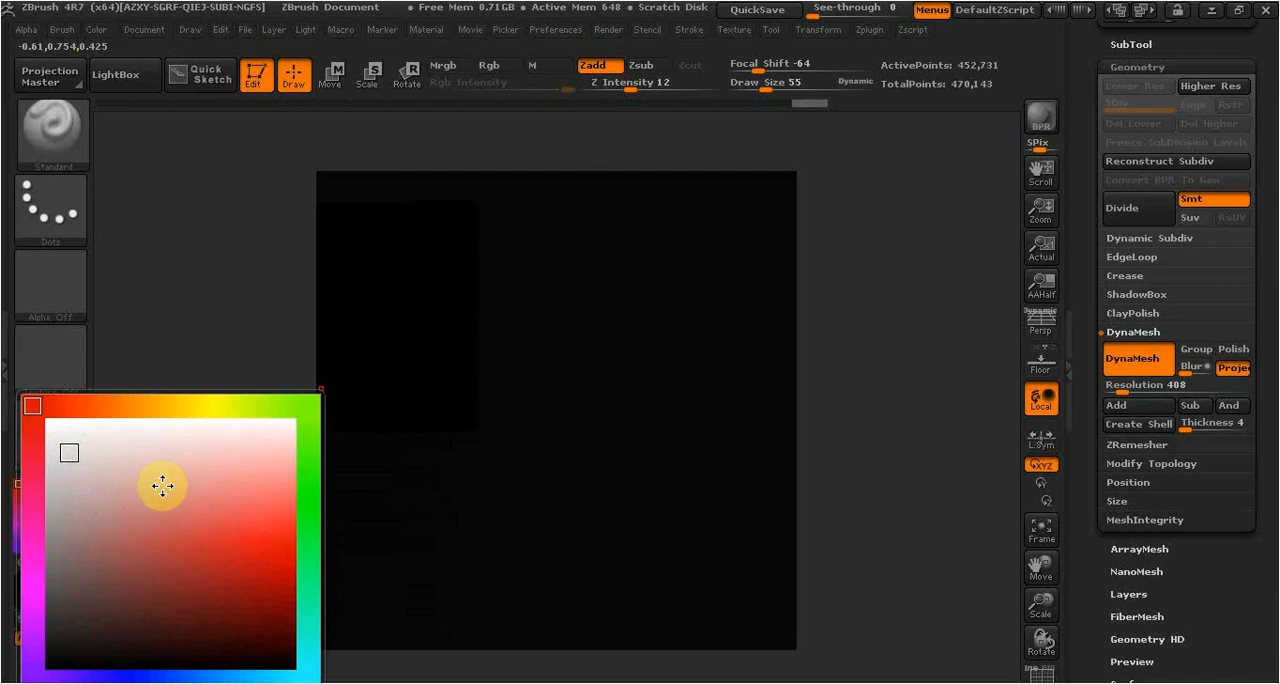 ZBrush 4R7 (x64)[AZXY-SGRF-QIEJ-SUBI-NGFS] ZBrush Document • Free Mem 0.71GB • Active Mem 648 • Scratch Disk QuickSave See-through 0 Menus DefaultZScript
Alpha Brush Color Document Draw Edit File Layer Light Macro Marker Material Movie Picker Preferences Render Stencil Stroke Texture Tool Transform Zplugin Zscript
-0.61,0.754,0.425
Projection Master
LightBox
Quick Sketch
Edit
Draw
Move
Scale
Rotate
Mrgb Rgb M
Rgb Intensity
Zadd Zsub Zcut
Z Intensity 12
Focal Shift -64
Draw Size 55 Dynamic
ActivePoints: 452,731
TotalPoints: 470,143
Standard
Dots
Alpha Off
BPR
SPix
Scroll
Zoom
Actual
AAHalf
Dynamic
Persp
Floor
Local
L.Sym
XYZ
Frame
Move
Scale
Rotate
SubTool
Geometry
Lower Res Higher Res
SDiv Cage Rstr
Del Lower Del Higher
Freeze SubDivision Levels
Reconstruct Subdiv
Convert BPR To Geo
Divide Smt
Suv ReUV
Dynamic Subdiv
EdgeLoop
Crease
ShadowBox
ClayPolish
DynaMesh
DynaMesh Group Polish
Blur Proje
Resolution 408
Add Sub And
Create Shell Thickness 4
ZRemesher
Modify Topology
Position
Size
MeshIntegrity
ArrayMesh
NanoMesh
Layers
FiberMesh
Geometry HD
Preview